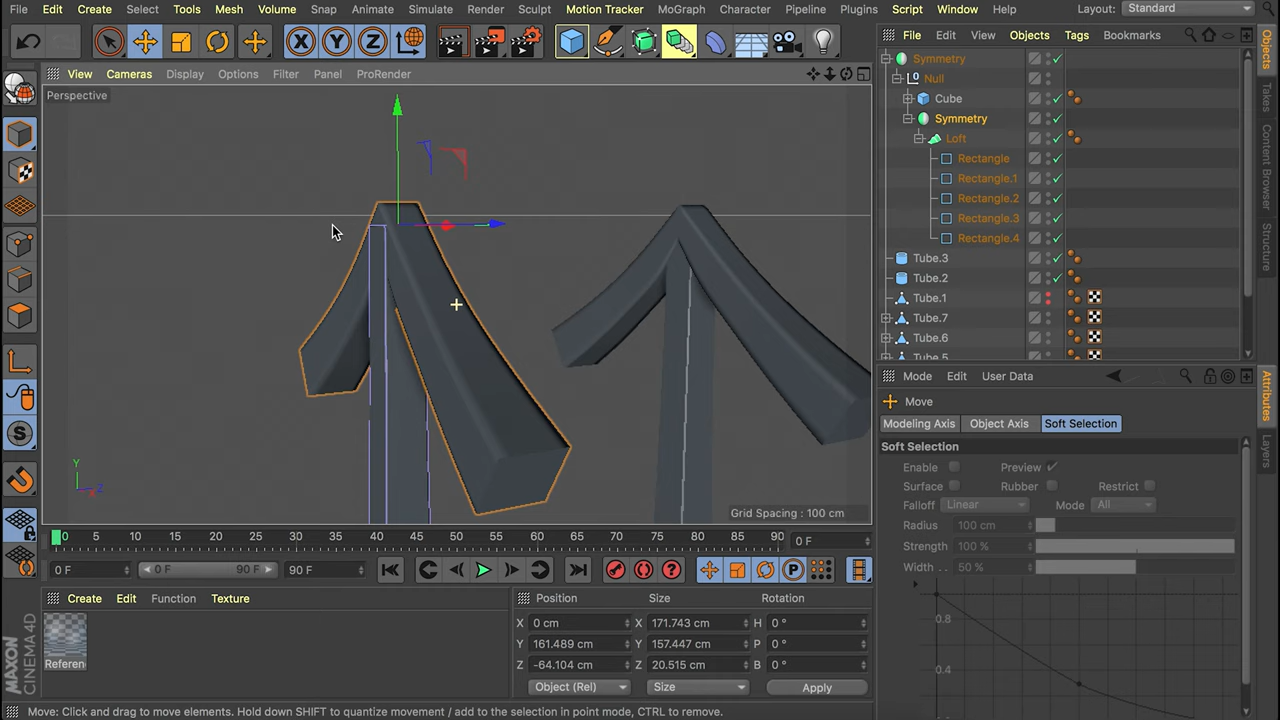 File Edit Create Select Tools Mesh Volume Snap Animate Simulate Render Sculpt Motion Tracker MoGraph Character Pipeline Plugins Script Window Help Layout: Standard
File Edit View Objects Tags Bookmarks
View Cameras Display Options Filter Panel ProRender
Perspective
Symmetry
Null
Cube
Symmetry
Loft
Rectangle
Rectangle.1
Rectangle.2
Rectangle.3
Rectangle.4
Tube.3
Tube.2
Tube.1
Tube.7
Tube.6
Tube.5
Objects
Takes
Content Browser
Structure
Mode Edit User Data
Move
Modeling Axis Object Axis Soft Selection
Soft Selection
Enable Preview
Surface Rubber Restrict
Falloff Linear Mode All
Radius 100 cm
Strength 100 %
Width . . 50 %
0.8
0.4
Attributes
Layers
Y
X Z
Grid Spacing : 100 cm
0 5 10 15 20 25 30 35 40 45 50 55 60 65 70 75 80 85 90 0 F
0 F 0 F 90 F 90 F
Create Edit Function Texture
Referen
MAXON
CINEMA 4D
Position Size Rotation
X 0 cm X 171.743 cm H 0 °
Y 161.489 cm Y 157.447 cm P 0 °
Z -64.104 cm Z 20.515 cm B 0 °
Object (Rel) Size Apply
Move: Click and drag to move elements. Hold down SHIFT to quantize movement / add to the selection in point mode, CTRL to remove.